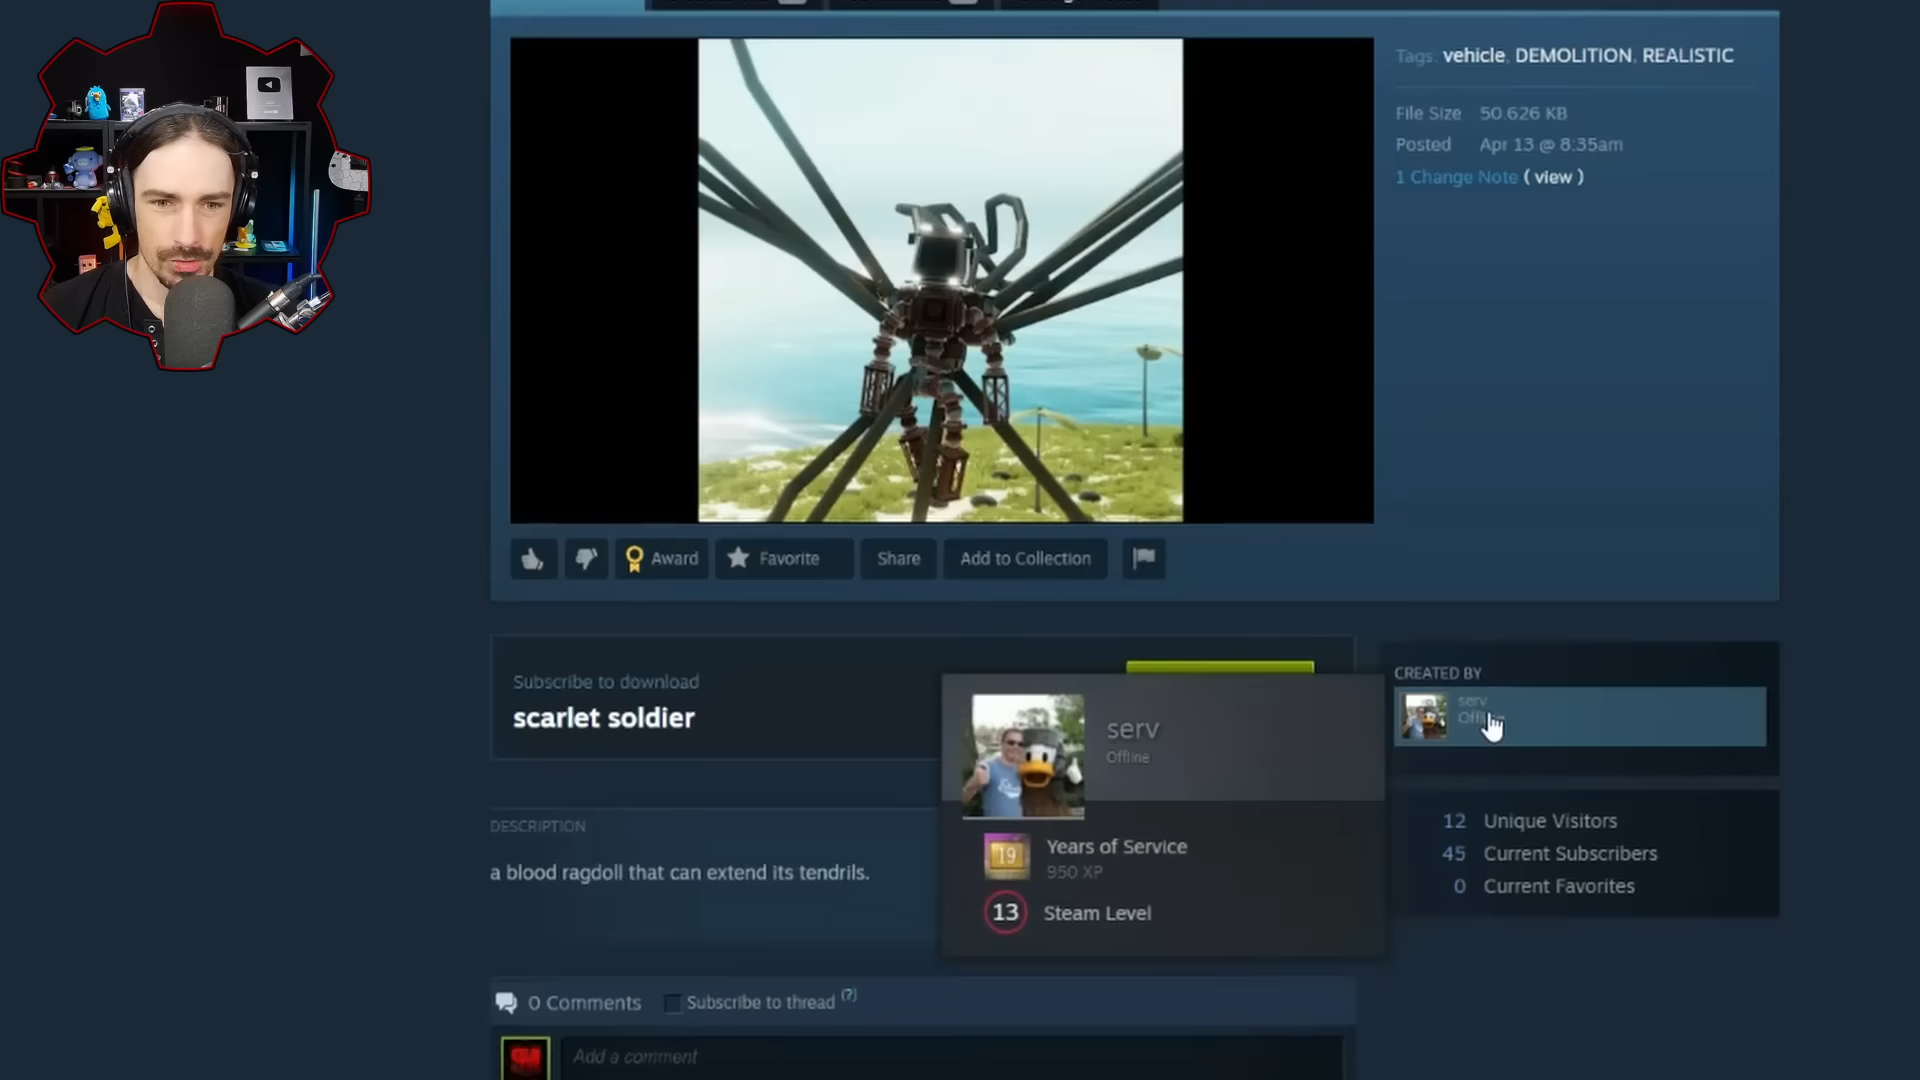 Tags: vehicle, DEMOLITION, REALISTIC
File Size 50.626 KB
Posted Apr 13 @ 8:35am
1 Change Note ( view )
Award
Favorite
Share
Add to Collection
Subscribe to download
scarlet soldier
CREATED BY
serv
serv
Offline
Years of Service
19
950 XP
13 Steam Level
12 Unique Visitors
45 Current Subscribers
0 Current Favorites
DESCRIPTION
a blood ragdoll that can extend its tendrils.
0 Comments
Subscribe to thread (?)
Add a comment